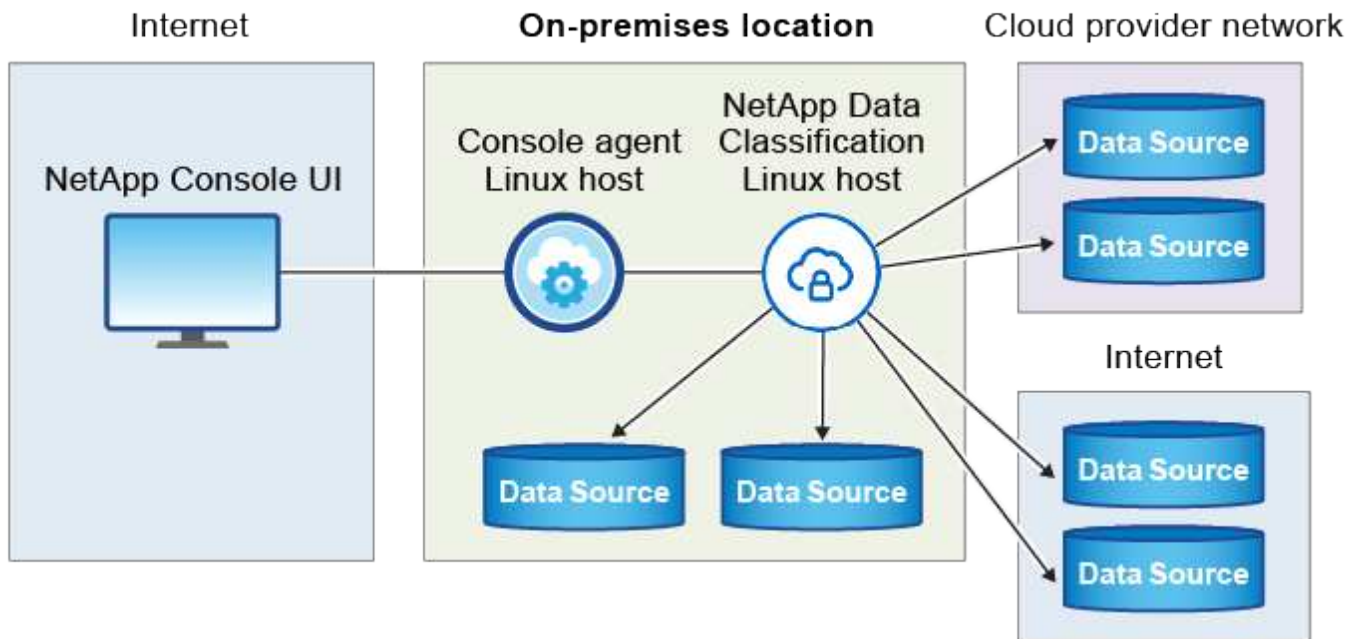 Internet
On-premises location
Cloud provider network
NetApp Console UI
Console agent
Linux host
NetApp Data
Classification
Linux host
Data Source
Data Source
Data Source
Data Source
Internet
Data Source
Data Source